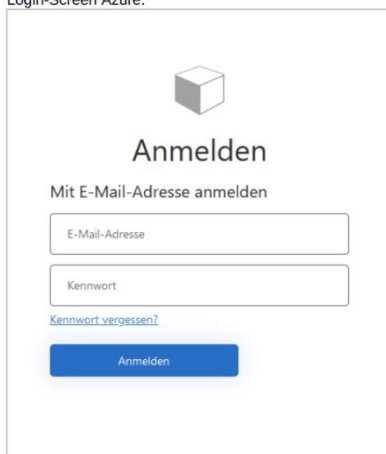 Login-Screen Azure:
Anmelden
Mit E-Mail-Adresse anmelden
E-Mail-Adresse
Kennwort
Kennwort vergessen?
Anmelden